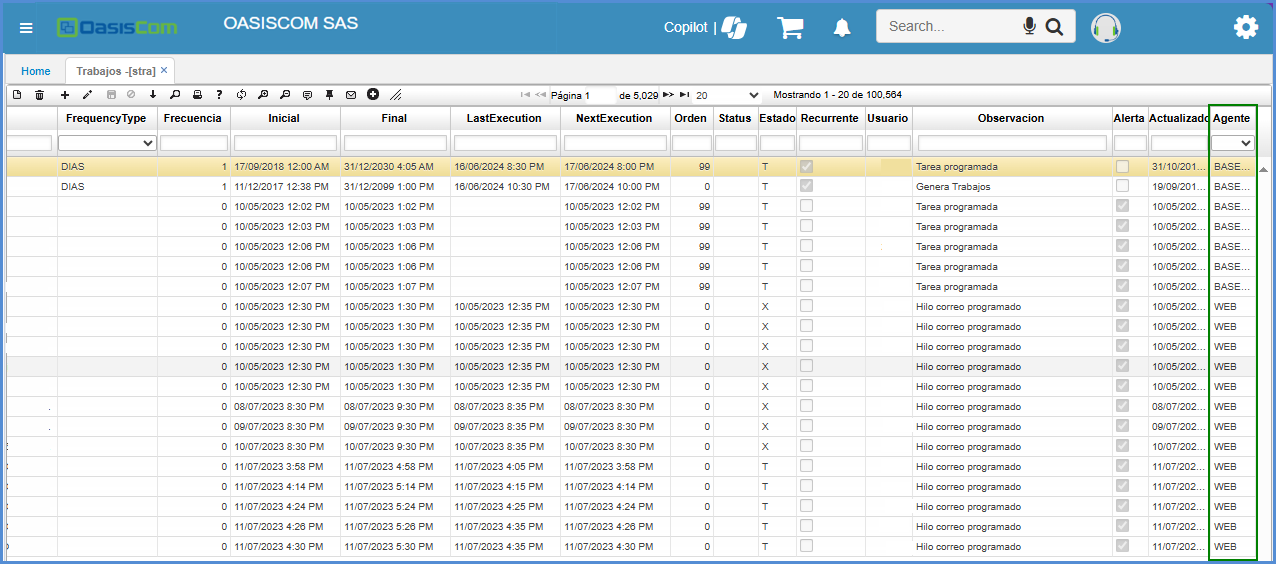 OasisCom
OASISCOM SAS
Copilot |
Search...
Home
Trabajos -[stra] ×
Página 1 de 5,029
20
Mostrando 1 - 20 de 100,564
FrequencyType Frecuencia Inicial Final LastExecution NextExecution Orden Status Estado Recurrente Usuario Observacion Alerta Actualizado Agente
DIAS 1 17/09/2018 12:00 AM 31/12/2030 4:05 AM 16/06/2024 8:30 PM 17/06/2024 8:00 PM 99 T Tarea programada 31/10/201... BASE...
DIAS 1 11/12/2017 12:38 PM 31/12/2099 1:00 PM 16/06/2024 10:30 PM 17/06/2024 10:00 PM 0 T Genera Trabajos 19/09/201... BASE...
0 10/05/2023 12:02 PM 10/05/2023 1:02 PM 10/05/2023 12:02 PM 99 T Tarea programada 10/05/202... BASE...
0 10/05/2023 12:03 PM 10/05/2023 1:03 PM 10/05/2023 12:03 PM 99 T Tarea programada 10/05/202... BASE...
0 10/05/2023 12:06 PM 10/05/2023 1:06 PM 10/05/2023 12:06 PM 99 T Tarea programada 10/05/202... BASE...
0 10/05/2023 12:06 PM 10/05/2023 1:06 PM 10/05/2023 12:06 PM 99 T Tarea programada 10/05/202... BASE...
0 10/05/2023 12:07 PM 10/05/2023 1:07 PM 10/05/2023 12:07 PM 99 T Tarea programada 10/05/202... BASE...
0 10/05/2023 12:30 PM 10/05/2023 1:30 PM 10/05/2023 12:35 PM 10/05/2023 12:30 PM 0 X Hilo correo programado 10/05/202... WEB
0 10/05/2023 12:30 PM 10/05/2023 1:30 PM 10/05/2023 12:35 PM 10/05/2023 12:30 PM 0 X Hilo correo programado 10/05/202... WEB
0 10/05/2023 12:30 PM 10/05/2023 1:30 PM 10/05/2023 12:35 PM 10/05/2023 12:30 PM 0 X Hilo correo programado 10/05/202... WEB
0 10/05/2023 12:30 PM 10/05/2023 1:30 PM 10/05/2023 12:35 PM 10/05/2023 12:30 PM 0 X Hilo correo programado 10/05/202... WEB
0 10/05/2023 12:30 PM 10/05/2023 1:30 PM 10/05/2023 12:35 PM 10/05/2023 12:30 PM 0 X Hilo correo programado 10/05/202... WEB
0 08/07/2023 8:30 PM 08/07/2023 9:30 PM 08/07/2023 8:35 PM 08/07/2023 8:30 PM 0 X Hilo correo programado 08/07/202... WEB
0 09/07/2023 8:30 PM 09/07/2023 9:30 PM 09/07/2023 8:35 PM 09/07/2023 8:30 PM 0 X Hilo correo programado 09/07/202... WEB
0 10/07/2023 8:30 PM 10/07/2023 9:30 PM 10/07/2023 8:35 PM 10/07/2023 8:30 PM 0 X Hilo correo programado 10/07/202... WEB
0 11/07/2023 3:58 PM 11/07/2023 4:58 PM 11/07/2023 4:05 PM 11/07/2023 3:58 PM 0 T Hilo correo programado 11/07/202... WEB
0 11/07/2023 4:14 PM 11/07/2023 5:14 PM 11/07/2023 4:15 PM 11/07/2023 4:14 PM 0 T Hilo correo programado 11/07/202... WEB
0 11/07/2023 4:24 PM 11/07/2023 5:24 PM 11/07/2023 4:25 PM 11/07/2023 4:24 PM 0 T Hilo correo programado 11/07/202... WEB
0 11/07/2023 4:26 PM 11/07/2023 5:26 PM 11/07/2023 4:35 PM 11/07/2023 4:26 PM 0 T Hilo correo programado 11/07/202... WEB
0 11/07/2023 4:30 PM 11/07/2023 5:30 PM 11/07/2023 4:35 PM 11/07/2023 4:30 PM 0 T Hilo correo programado 11/07/202... WEB